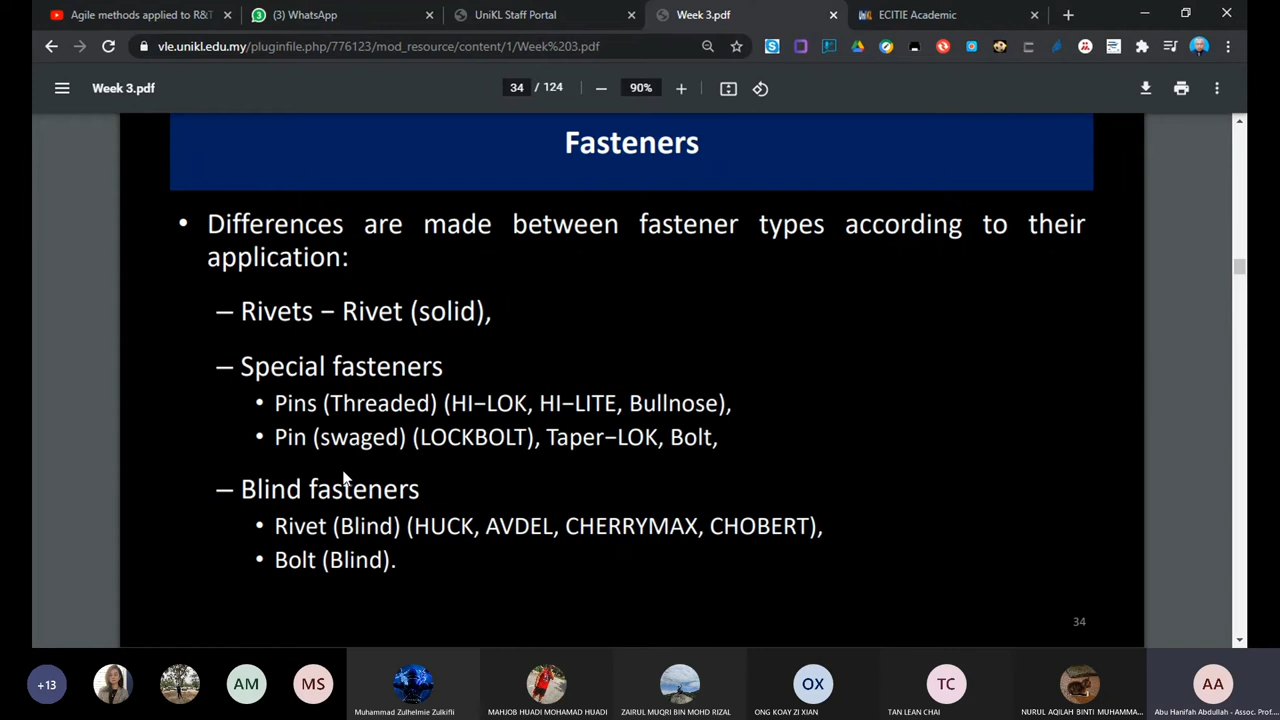 Agile methods applied to R&T
(3) WhatsApp
UniKL Staff Portal
Week 3.pdf
ECITIE Academic
vle.unikl.edu.my/pluginfile.php/776123/mod_resource/content/1/Week%203.pdf
Week 3.pdf
34 / 124
90%
Fasteners
• Differences are made between fastener types according to their
application:
– Rivets – Rivet (solid),
– Special fasteners
• Pins (Threaded) (HI–LOK, HI–LITE, Bullnose),
• Pin (swaged) (LOCKBOLT), Taper–LOK, Bolt,
– Blind fasteners
• Rivet (Blind) (HUCK, AVDEL, CHERRYMAX, CHOBERT),
• Bolt (Blind).
34
+13
AM
MS
OX
TC
AA
Muhammad Zulhelmie Zulkifli
MAHJOB HUADI MOHAMAD HUADI
ZAIRUL MUQRI BIN MOHD RIZAL
ONG KOAY ZI XIAN
TAN LEAN CHAI
NURUL AQILAH BINTI MUHAMMA...
Abu Hanifah Abdullah - Assoc. Prof...